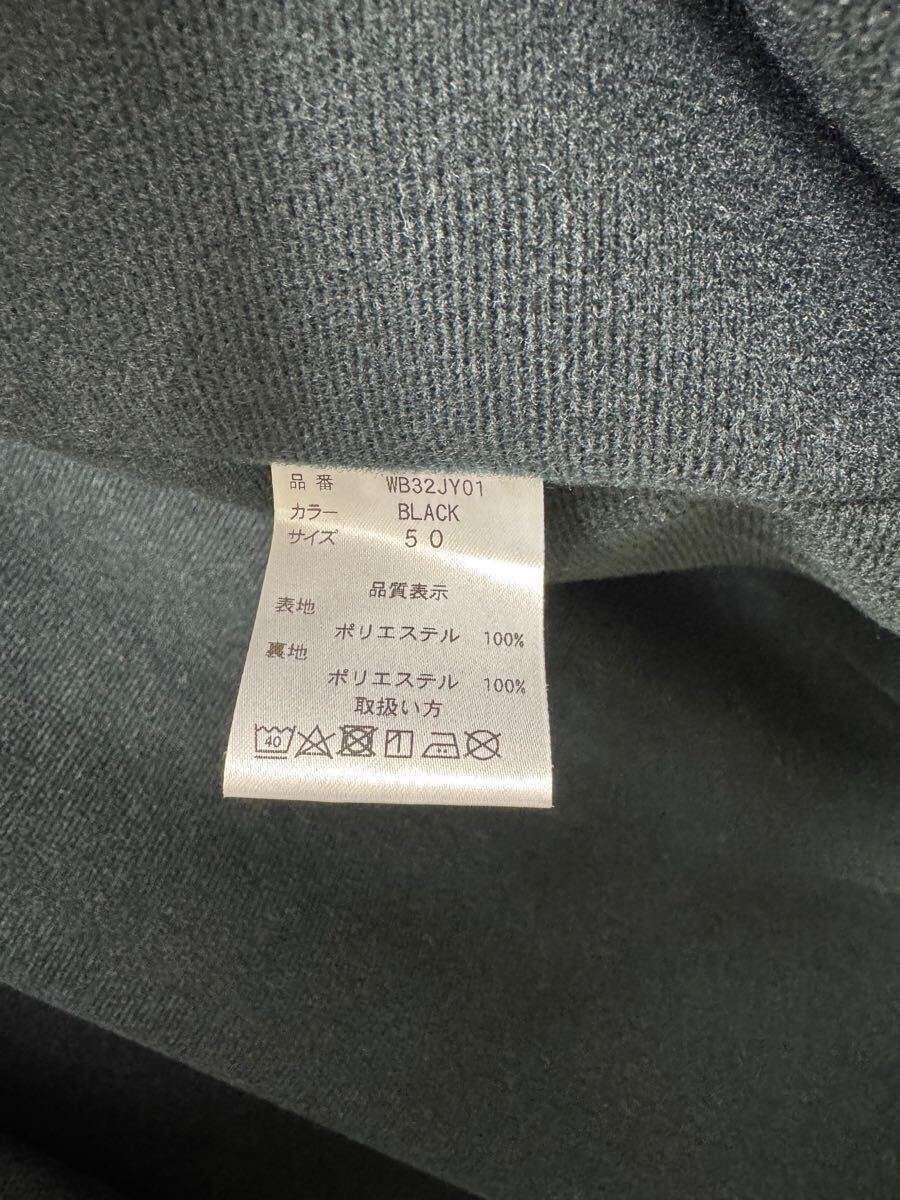 品番 WB32JY01
カラー BLACK
サイズ 50
品質表示
表地
ポリエステル 100%
裏地
ポリエステル 100%
取扱い方
40